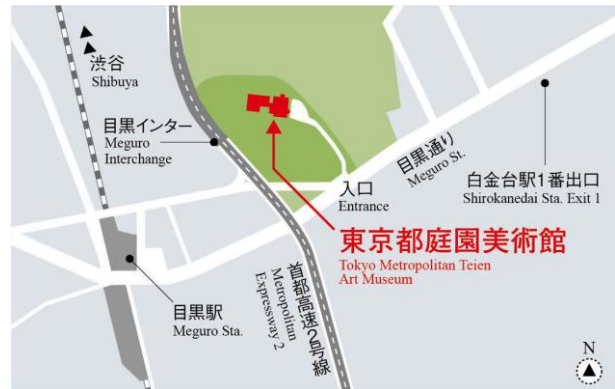 渋谷
Shibuya
目黒インター
Meguro
Interchange
目黒通り
Meguro St.
入口
Entrance
白金台駅1番出口
Shirokanedai Sta. Exit 1
東京都庭園美術館
Tokyo Metropolitan Teien
Art Museum
首都高速2号線
Metropolitan
Expressway 2
目黒駅
Meguro Sta.
N